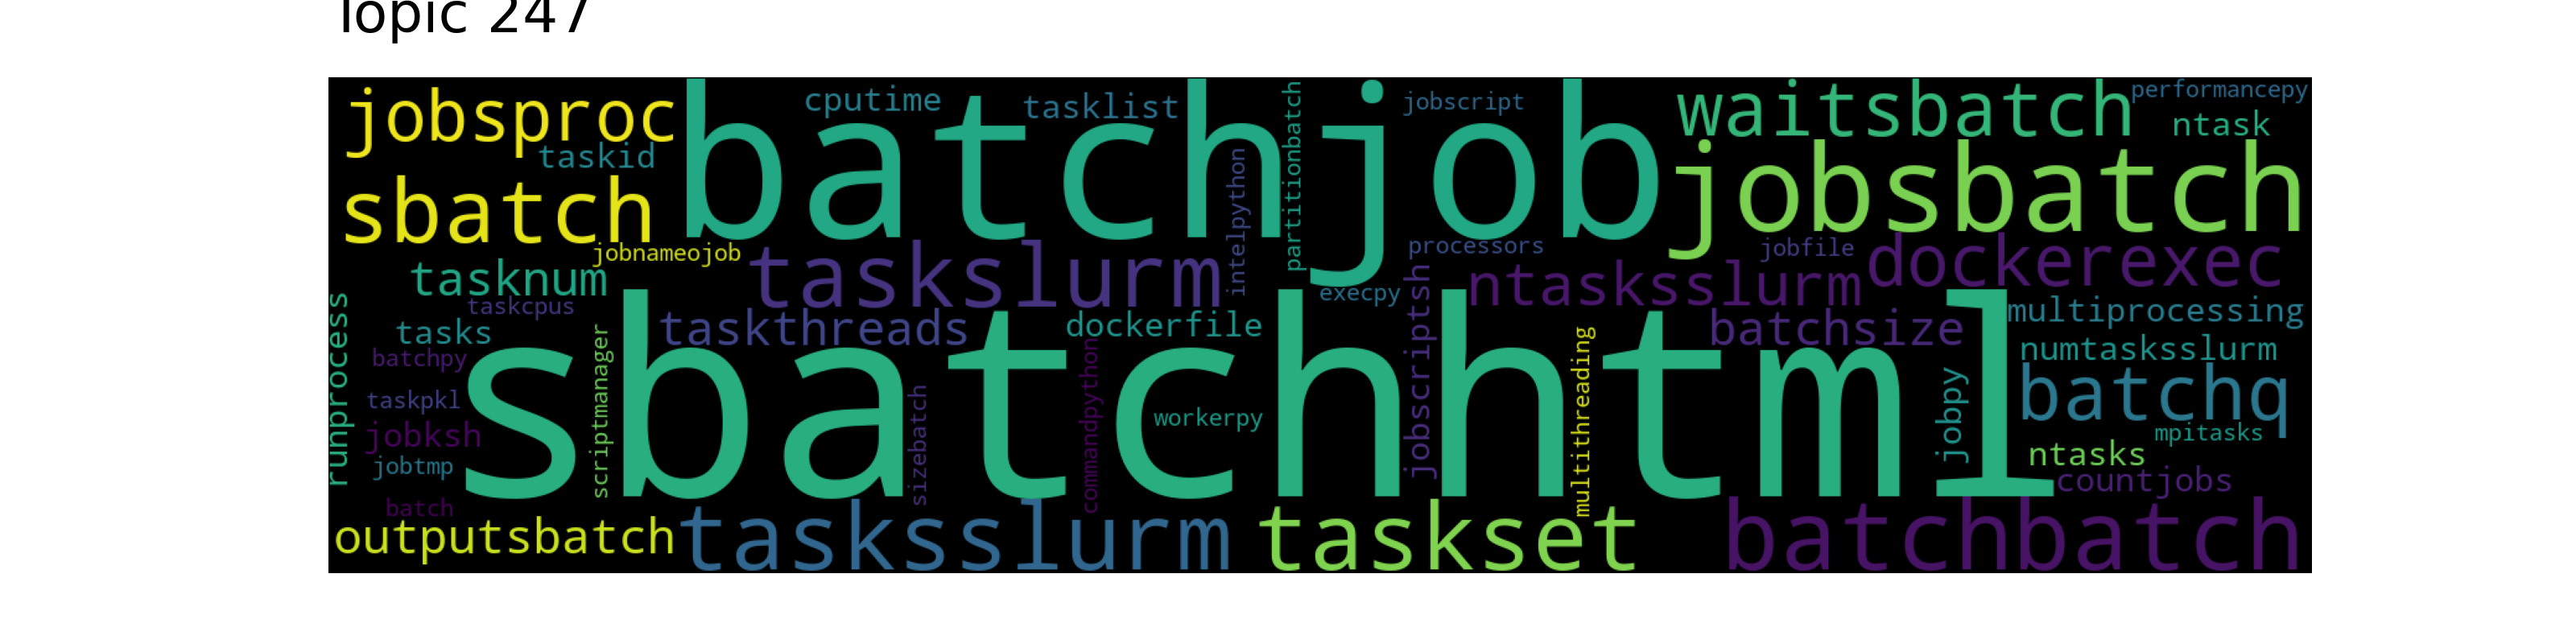 Topic 247
jobsproc
cputime
tasklist
batchjob
partitionbatch
jobscript
waitsbatch
performancepy
ntask
taskid
intelpython
jobsbatch
sbatch
jobnameojob
taskslurm
processors
jobfile
dockerexec
tasknum
execpy
ntasksslurm
taskcpus
multiprocessing
runprocess
tasks
taskthreads
dockerfile
jobscriptsh
batchsize
numtasksslurm
batchpy
scriptmanager
sbatchhtml
commandpython
multithreading
jobpy
batchq
taskpkl
sizebatch
workerpy
mpitasks
jobksh
ntasks
jobtmp
countjobs
batch
outputsbatch
tasksslurm
taskset
batchbatch